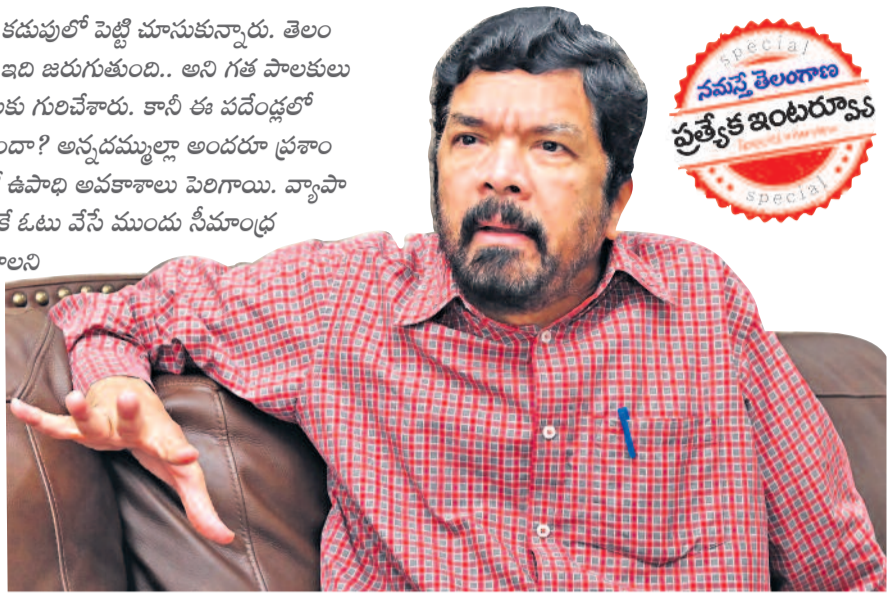 కడుపులో పెట్టి చూసుకున్నారు. తెలం
ఇది జరుగుతుంది.. అని గత పాలకులు
లకు గురిచేశారు. కానీ ఈ పదేండ్లలో
ందా? అన్నదమ్ముల్లా అందరూ ప్రశాం
ఉపాధి అవకాశాలు పెరిగాయి. వ్యాపా
కే ఓటు వేసే ముందు సీమాంధ్ర
లని
special
నమస్తే తెలంగాణ
ప్రత్యేక ఇంటర్వ్యూ
special